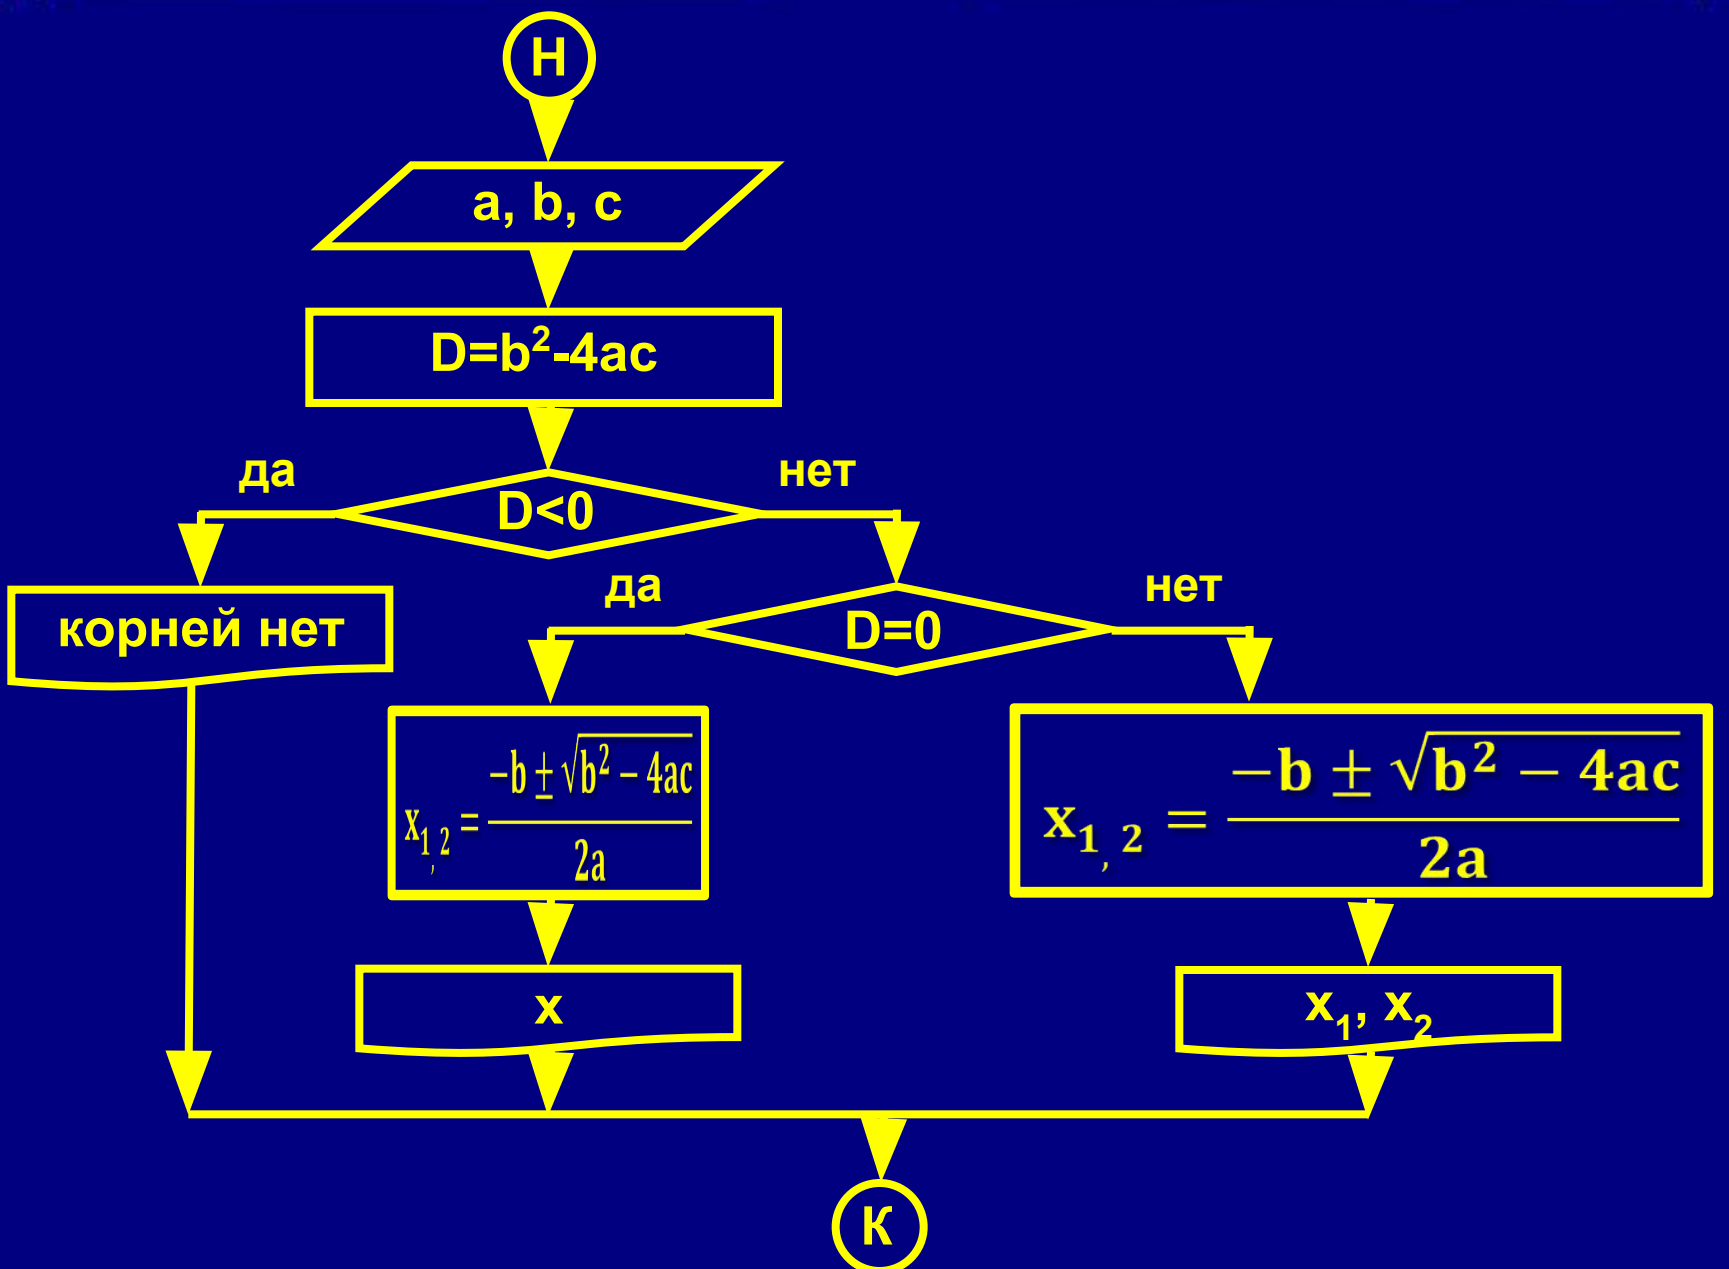 Н
a, b, c
D=b²-4ac
да
нет
D<0
да
нет
корней нет
D=0
x₁, ₂ = (−b ± √(b² − 4ac)) / 2a
x₁, ₂ = (−b ± √(b² − 4ac)) / 2a
x
x₁, x₂
К